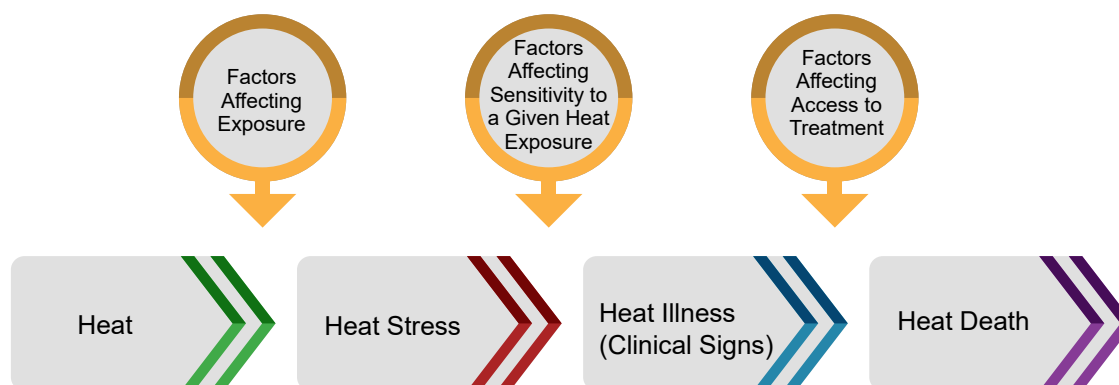 Factors
Affecting
Exposure
Factors
Affecting
Sensitivity to
a Given Heat
Exposure
Factors
Affecting
Access to
Treatment
Heat
Heat Stress
Heat Illness
(Clinical Signs)
Heat Death